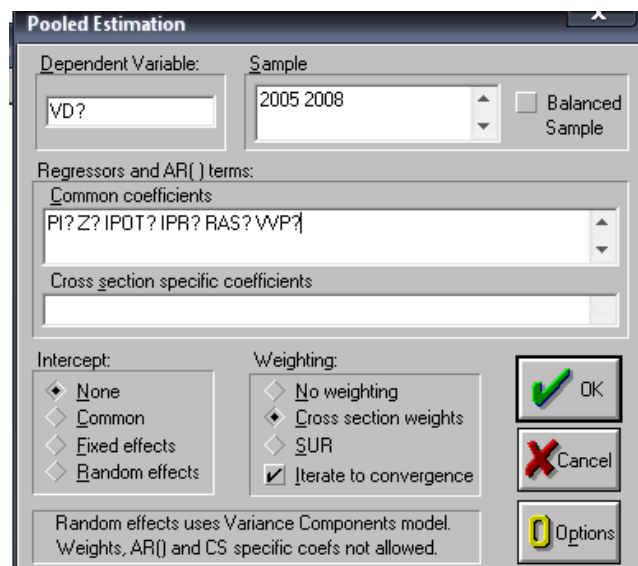 Pooled Estimation
Dependent Variable:
Sample
VD?
2005 2008
Balanced
Sample
Regressors and AR( ) terms:
Common coefficients
PI? Z? IPOT? IPR? RAS? VVP?
Cross section specific coefficients
Intercept:
None
Common
Fixed effects
Random effects
Weighting:
No weighting
Cross section weights
SUR
Iterate to convergence
OK
Cancel
Options
Random effects uses Variance Components model.
Weights, AR() and CS specific coefs not allowed.